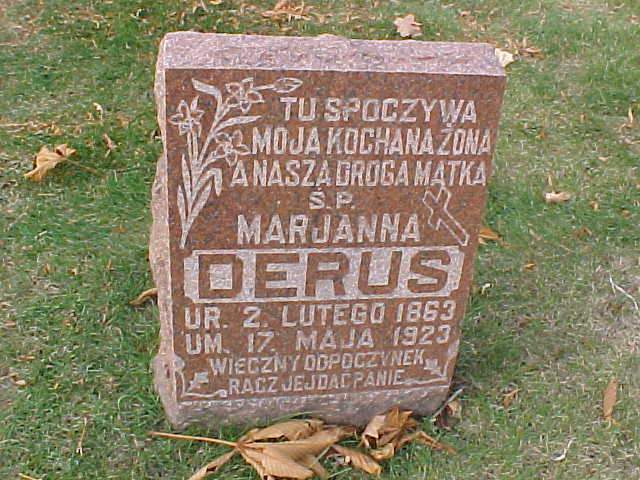 TU SPOCZYWA
MOJA KOCHANA ŻONA
A NASZA DROGA MATKA
Ś.P.
MARJANNA
DERUS
UR. 2. LUTEGO 1863
UM. 17. MAJA 1923
WIECZNY ODPOCZYNEK
RACZ JEJ DAC PANIE